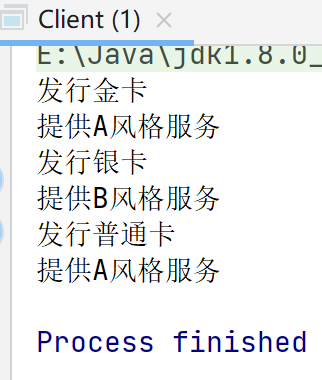 Client (1)
E:\Java\jdk1.8.0_
发行金卡
提供A风格服务
发行银卡
提供B风格服务
发行普通卡
提供A风格服务
Process finished